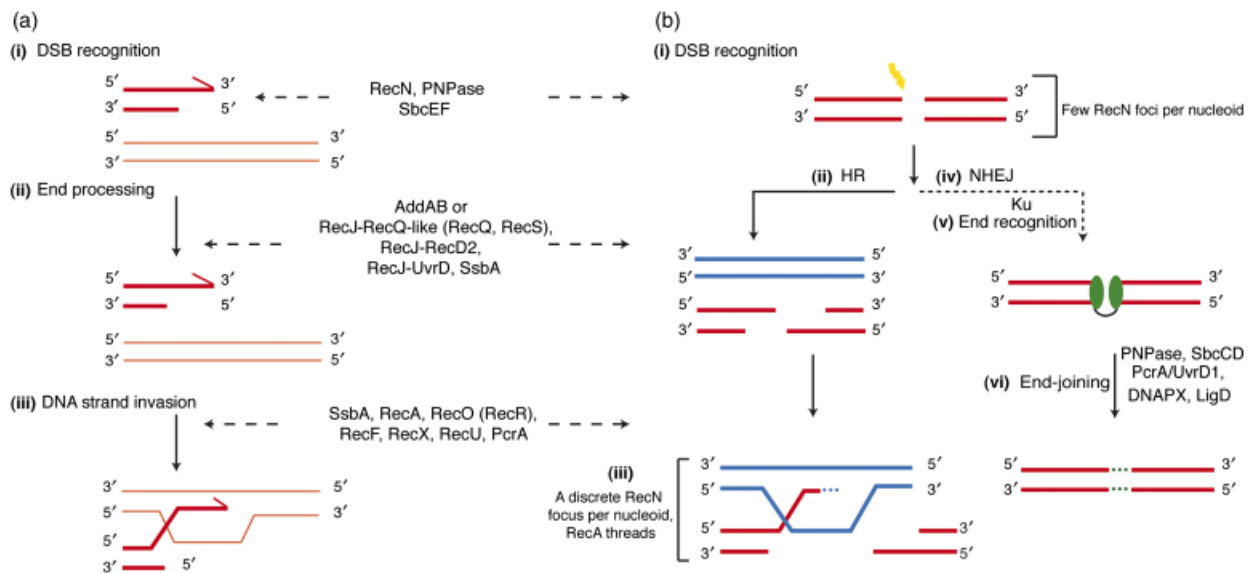 (a)
(i) DSB recognition
5′ 3′
3′ 5′
5′ 3′
3′ 5′
RecN, PNPase
SbcEF
(ii) End processing
AddAB or
RecJ-RecQ-like (RecQ, RecS),
RecJ-RecD2,
RecJ-UvrD, SsbA
5′ 3′
3′ 5′
5′ 3′
3′ 5′
(iii) DNA strand invasion
SsbA, RecA, RecO (RecR),
RecF, RecX, RecU, PcrA
3′ 5′
5′ 3′
5′
3′ 5′
(b)
(i) DSB recognition
5′ 3′
3′ 5′
Few RecN foci per nucleoid
(ii) HR
(iv) NHEJ
Ku
(v) End recognition
3′ 5′
5′ 3′
5′ 3′
3′ 5′
5′ 3′
3′ 5′
PNPase, SbcCD
PcrA/UvrD1,
(vi) End-joining
DNAPX, LigD
(iii)
A discrete RecN
focus per nucleoid,
RecA threads
3′ 5′
5′ 3′
5′ 3′
3′ 5′
5′ 3′
3′ 5′